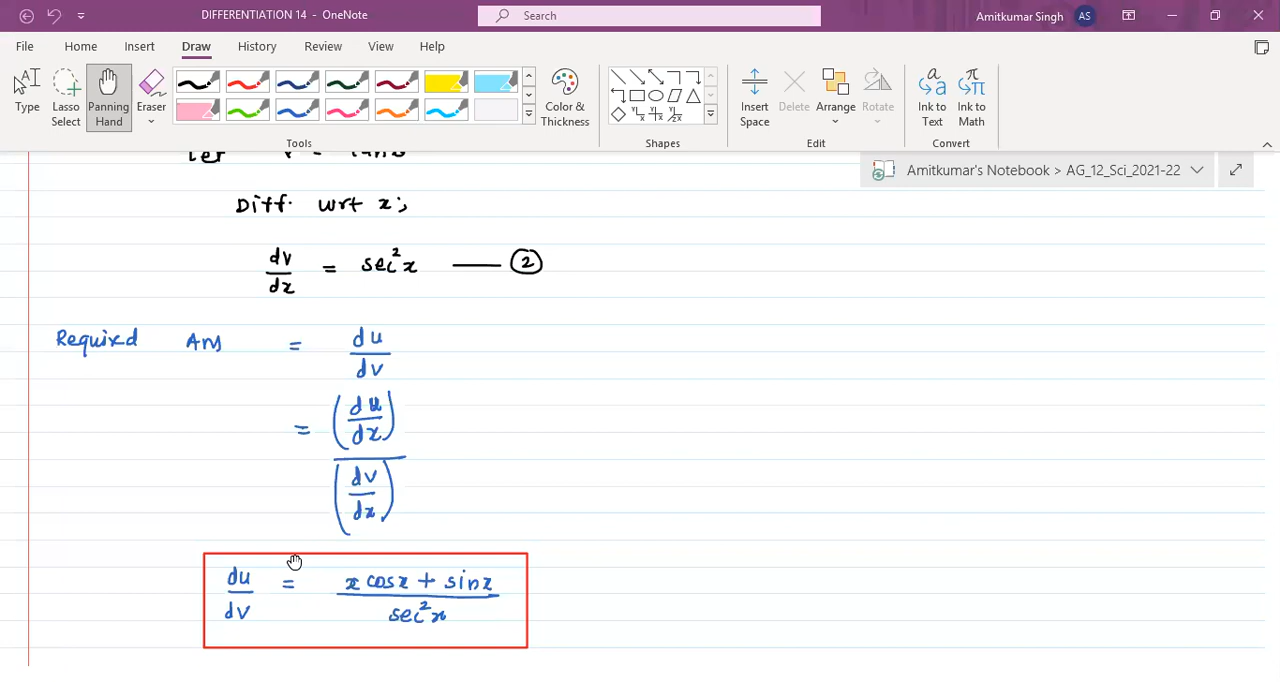 DIFFERENTIATION 14 - OneNote
Search
Amitkumar Singh AS
File Home Insert Draw History Review View Help
Type
Lasso Select
Panning Hand
Eraser
Color & Thickness
Insert Space
Delete
Arrange
Rotate
Ink to Text
Ink to Math
Tools Shapes Edit Convert
Amitkumar's Notebook > AG_12_Sci_2021-22
Let
Diff. wrt x;
dv/dx = sec²x —— ②
Required Ans = du/dv
= (du/dx)/(dv/dx)
du/dv = (x cosx + sinx)/sec²x